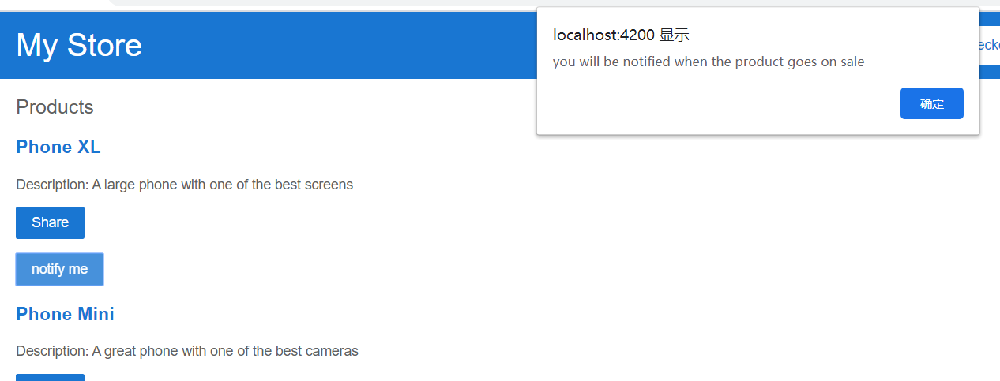 My Store
localhost:4200 显示
you will be notified when the product goes on sale
确定
Products
Phone XL
Description: A large phone with one of the best screens
Share
notify me
Phone Mini
Description: A great phone with one of the best cameras